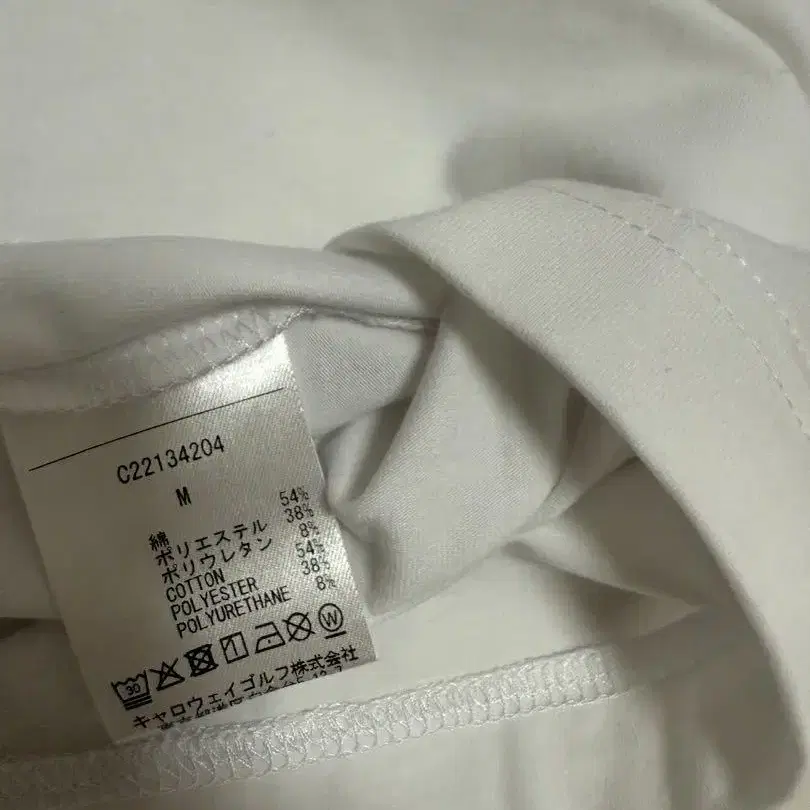 C22134204
M
綿 54%
ポリエステル 38%
ポリウレタン 8%
COTTON 54%
POLYESTER 38%
POLYURETHANE 8%
30 W
キャロウェイゴルフ株式会社